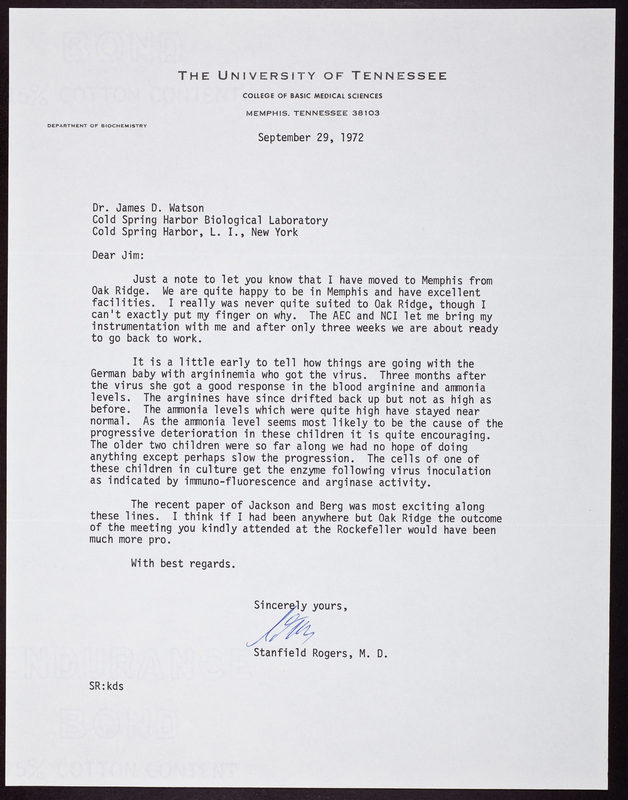 THE UNIVERSITY OF TENNESSEE
COLLEGE OF BASIC MEDICAL SCIENCES
MEMPHIS, TENNESSEE 38103
DEPARTMENT OF BIOCHEMISTRY
September 29, 1972
Dr. James D. Watson
Cold Spring Harbor Biological Laboratory
Cold Spring Harbor, L. I., New York
Dear Jim:
Just a note to let you know that I have moved to Memphis from
Oak Ridge. We are quite happy to be in Memphis and have excellent
facilities. I really was never quite suited to Oak Ridge, though I
can't exactly put my finger on why. The AEC and NCI let me bring my
instrumentation with me and after only three weeks we are about ready
to go back to work.
It is a little early to tell how things are going with the
German baby with argininemia who got the virus. Three months after
the virus she got a good response in the blood arginine and ammonia
levels. The arginines have since drifted back up but not as high as
before. The ammonia levels which were quite high have stayed near
normal. As the ammonia level seems most likely to be the cause of the
progressive deterioration in these children it is quite encouraging.
The older two children were so far along we had no hope of doing
anything except perhaps slow the progression. The cells of one of
these children in culture get the enzyme following virus inoculation
as indicated by immuno-fluorescence and arginase activity.
The recent paper of Jackson and Berg was most exciting along
these lines. I think if I had been anywhere but Oak Ridge the outcome
of the meeting you kindly attended at the Rockefeller would have been
much more pro.
With best regards.
Sincerely yours,
Stanfield Rogers, M. D.
SR:kds
ENDURANCE
BOND
25% COTTON CONTENT